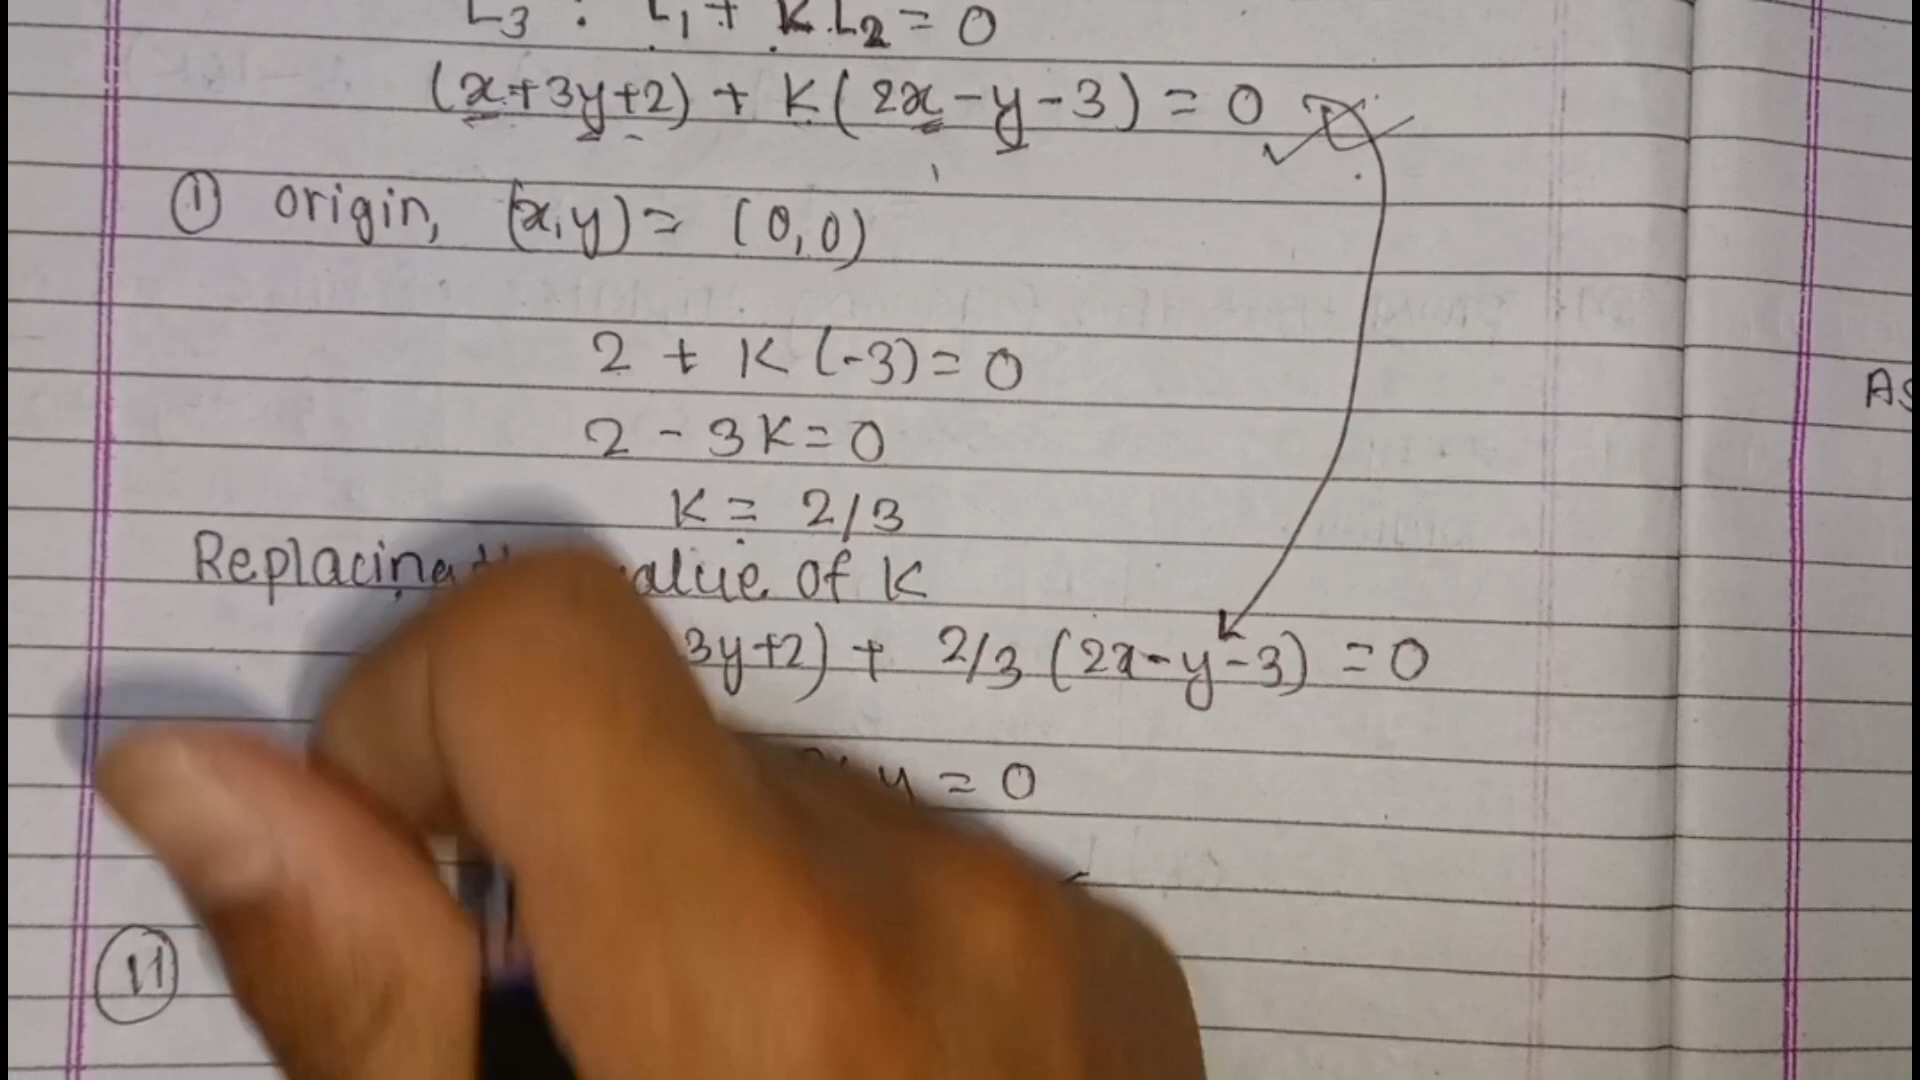 L3 : L1 + K.L2 = 0
(x+3y+2) + K(2x-y-3) = 0
① origin, (x,y) = (0,0)
2 + K(-3) = 0
2 - 3K = 0
K = 2/3
Replacing value of K
3y+2) + 2/3 (2x-y-3) = 0
y = 0
11